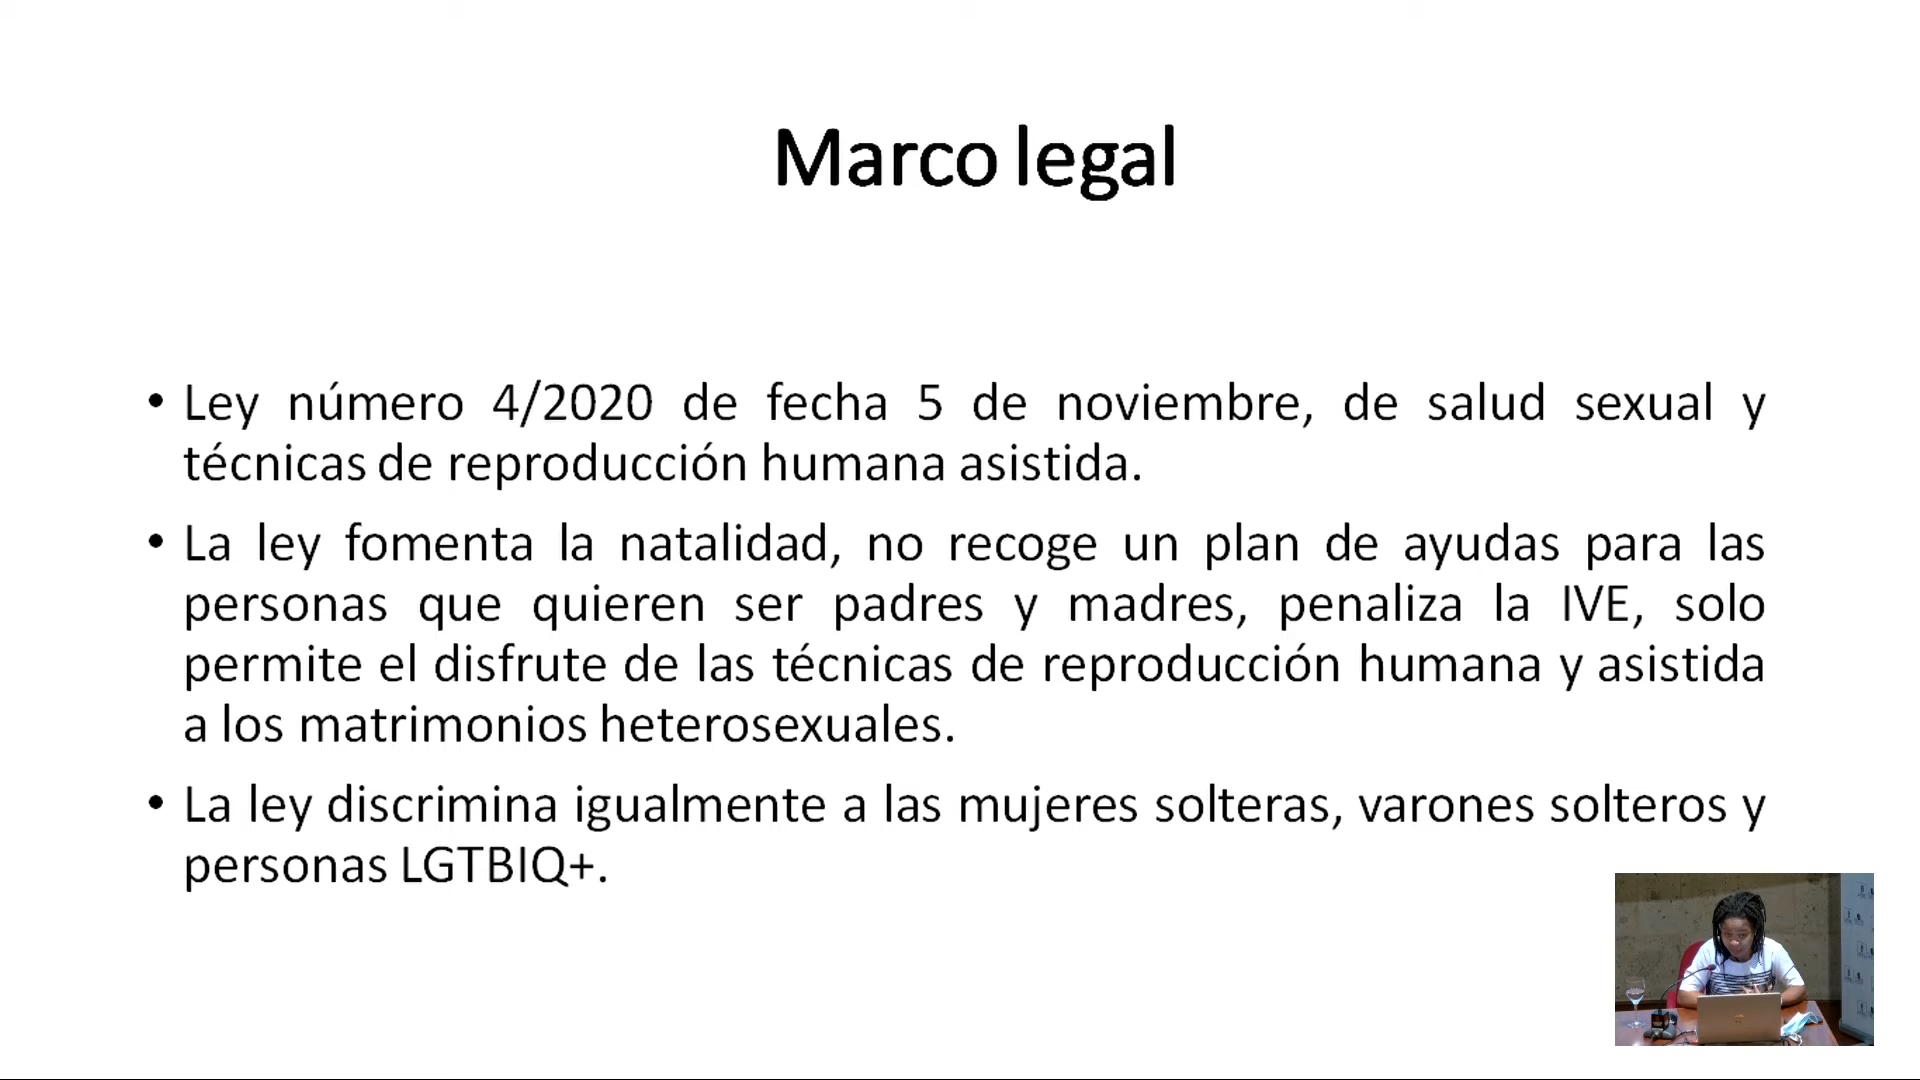 Marco legal
• Ley número 4/2020 de fecha 5 de noviembre, de salud sexual y
técnicas de reproducción humana asistida.
• La ley fomenta la natalidad, no recoge un plan de ayudas para las
personas que quieren ser padres y madres, penaliza la IVE, solo
permite el disfrute de las técnicas de reproducción humana y asistida
a los matrimonios heterosexuales.
• La ley discrimina igualmente a las mujeres solteras, varones solteros y
personas LGTBIQ+.